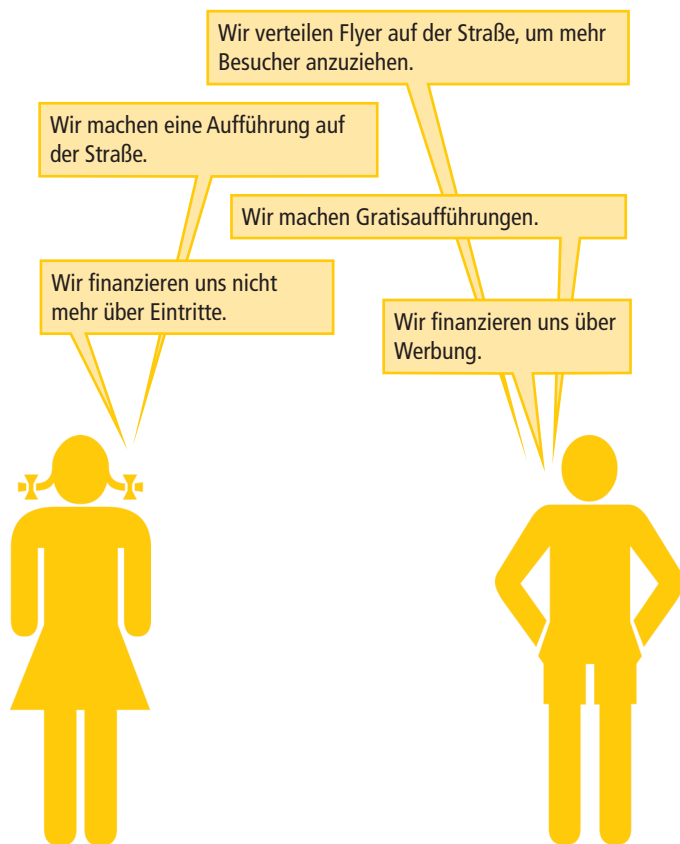 Wir verteilen Flyer auf der Straße, um mehr
Besucher anzuziehen.
Wir machen eine Aufführung auf
der Straße.
Wir machen Gratisaufführungen.
Wir finanzieren uns nicht
mehr über Eintritte.
Wir finanzieren uns über
Werbung.